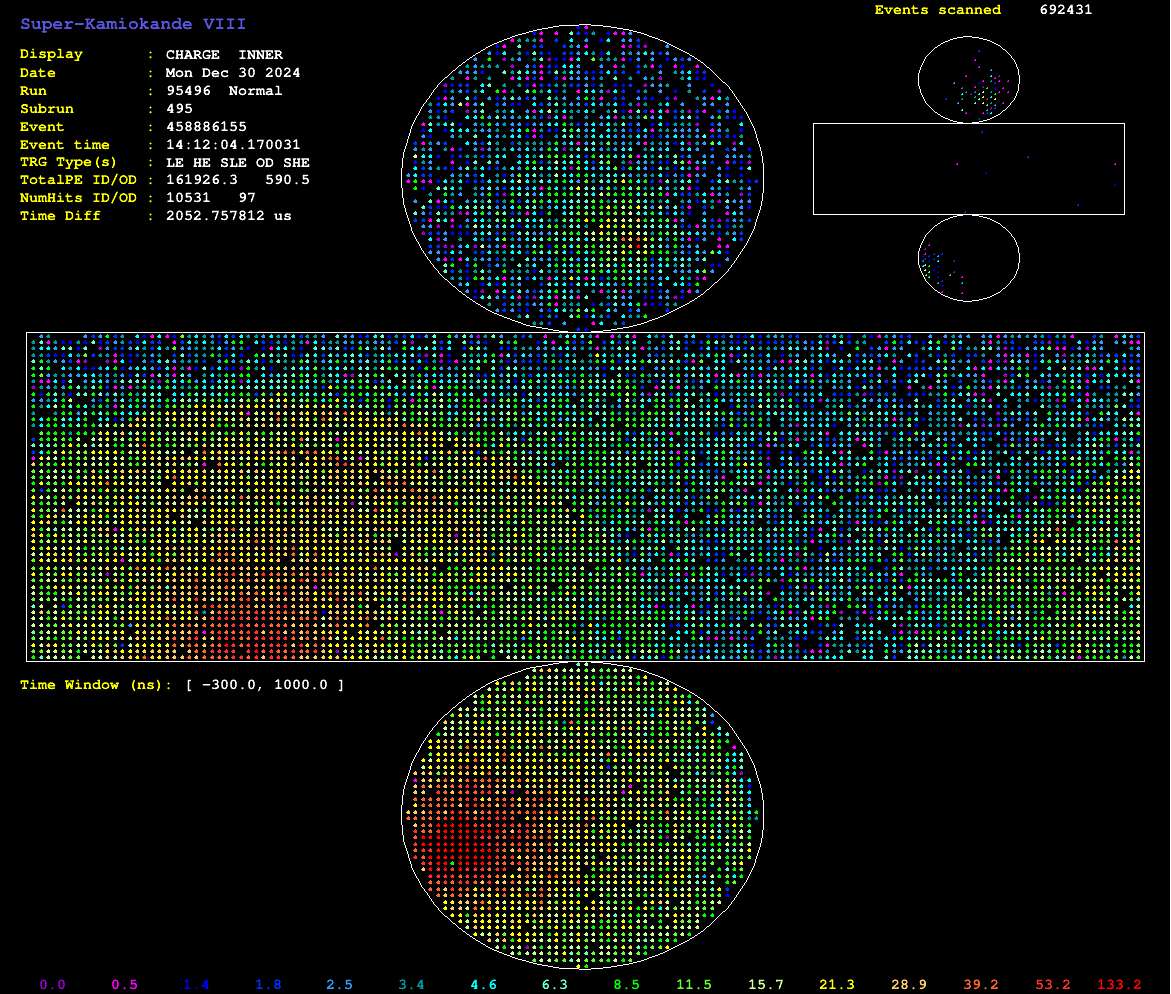 Super-Kamiokande VIII
Events scanned 692431
Display : CHARGE INNER
Date : Mon Dec 30 2024
Run : 95496 Normal
Subrun : 495
Event : 458886155
Event time : 14:12:04.170031
TRG Type(s) : LE HE SLE OD SHE
TotalPE ID/OD : 161926.3 590.5
NumHits ID/OD : 10531 97
Time Diff : 2052.757812 us
Time Window (ns): [ −300.0, 1000.0 ]
0.0 0.5 1.4 1.8 2.5 3.4 4.6 6.3 8.5 11.5 15.7 21.3 28.9 39.2 53.2 133.2